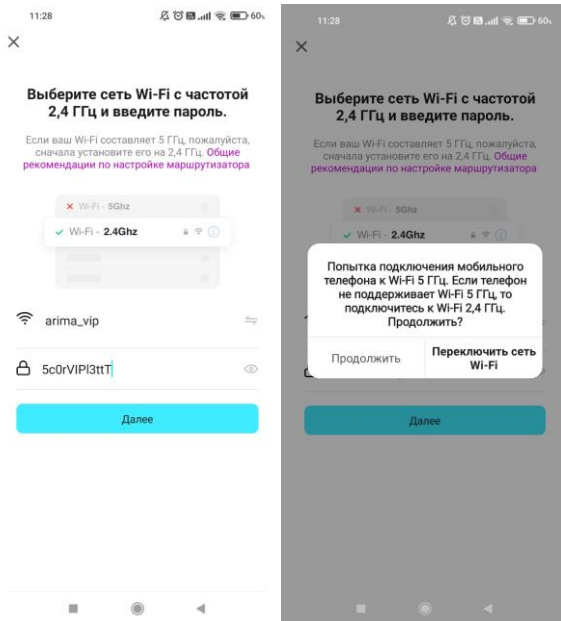 11:28
60%
Выберите сеть Wi-Fi с частотой
2,4 ГГц и введите пароль.
Если ваш Wi-Fi составляет 5 ГГц, пожалуйста,
сначала установите его на 2,4 ГГц. Общие
рекомендации по настройке маршрутизатора
Wi-Fi - 5Ghz
Wi-Fi - 2.4Ghz
arima_vip
5c0rVIPl3ttT
Далее
11:28
60%
Выберите сеть Wi-Fi с частотой
2,4 ГГц и введите пароль.
Если ваш Wi-Fi составляет 5 ГГц, пожалуйста,
сначала установите его на 2,4 ГГц. Общие
рекомендации по настройке маршрутизатора
Wi-Fi - 5Ghz
Wi-Fi - 2.4Ghz
Попытка подключения мобильного
телефона к Wi-Fi 5 ГГц. Если телефон
не поддерживает Wi-Fi 5 ГГц, то
подключитесь к Wi-Fi 2,4 ГГц.
Продолжить?
Продолжить
Переключить сеть
Wi-Fi
Далее